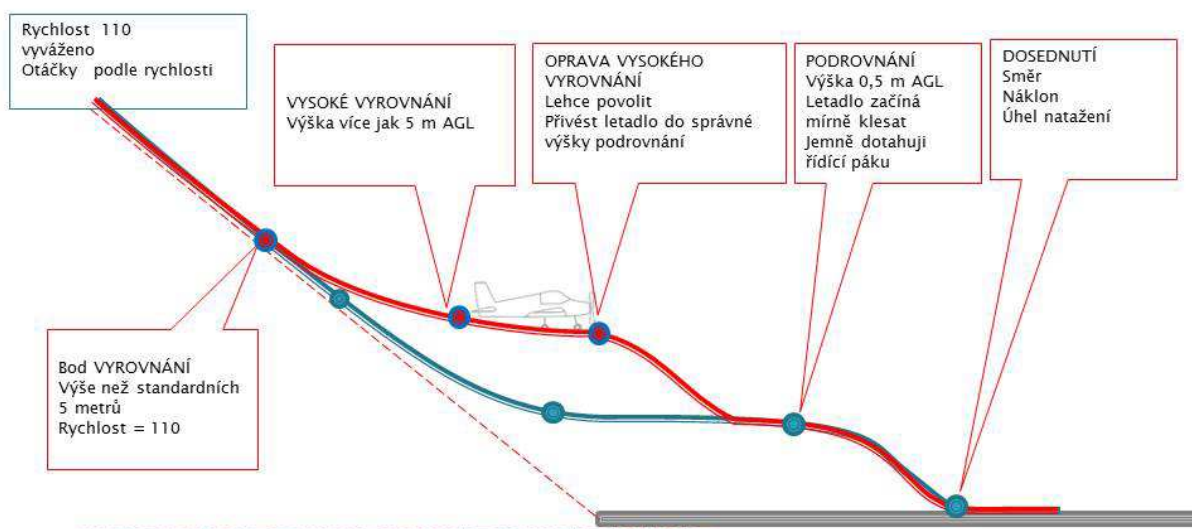 Rychlost 110
vyváženo
Otáčky podle rychlosti
VYSOKÉ VYROVNÁNÍ
Výška více jak 5 m AGL
OPRAVA VYSOKÉHO
VYROVNÁNÍ
Lehce povolit
Přivést letadlo do správné
výšky podrovnání
PODROVNÁNÍ
Výška 0,5 m AGL
Letadlo začíná
mírně klesat
Jemně dotahuji
řídící páku
DOSEDNUTÍ
Směr
Náklon
Úhel natažení
Bod VYROVNÁNÍ
Výše než standardních
5 metrů
Rychlost = 110